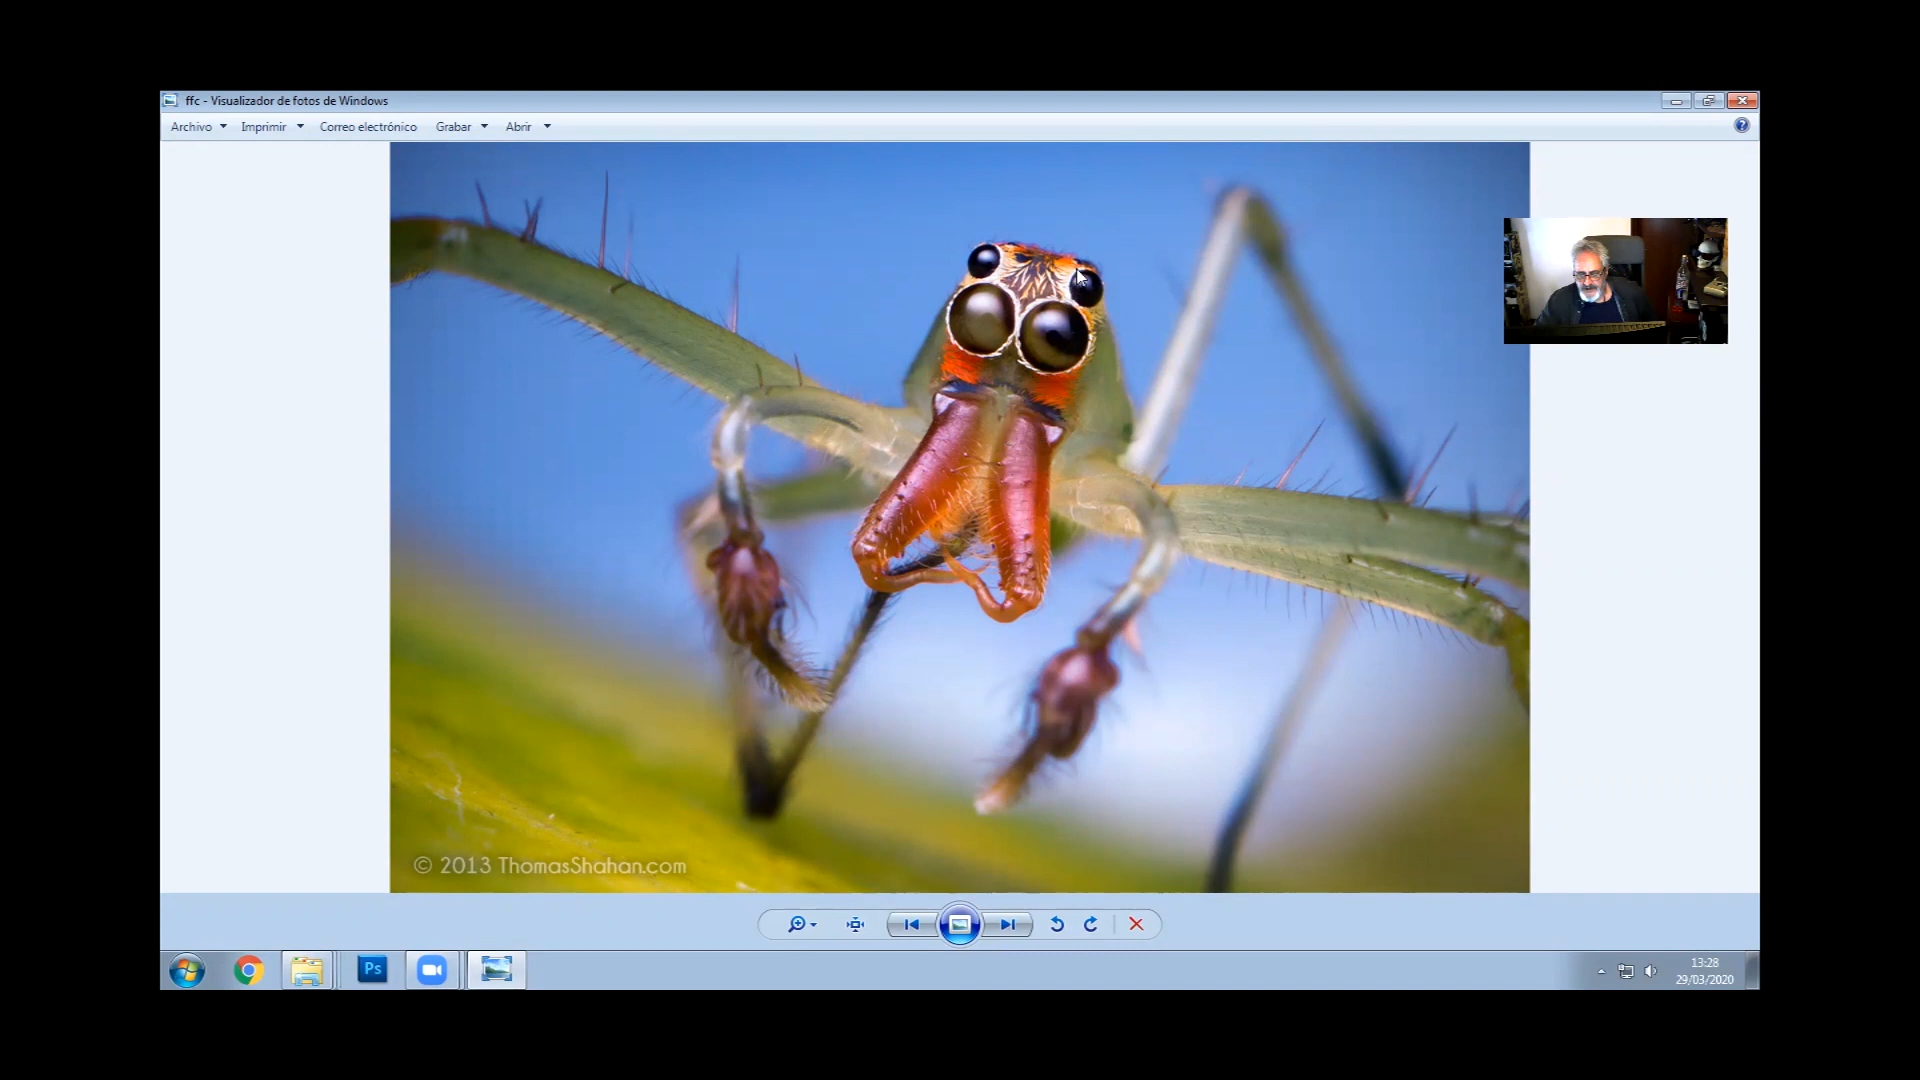 ffc - Visualizador de fotos de Windows
Archivo Imprimir Correo electrónico Grabar Abrir
© 2013 ThomasShahan.com
Ps
13:28
29/03/2020